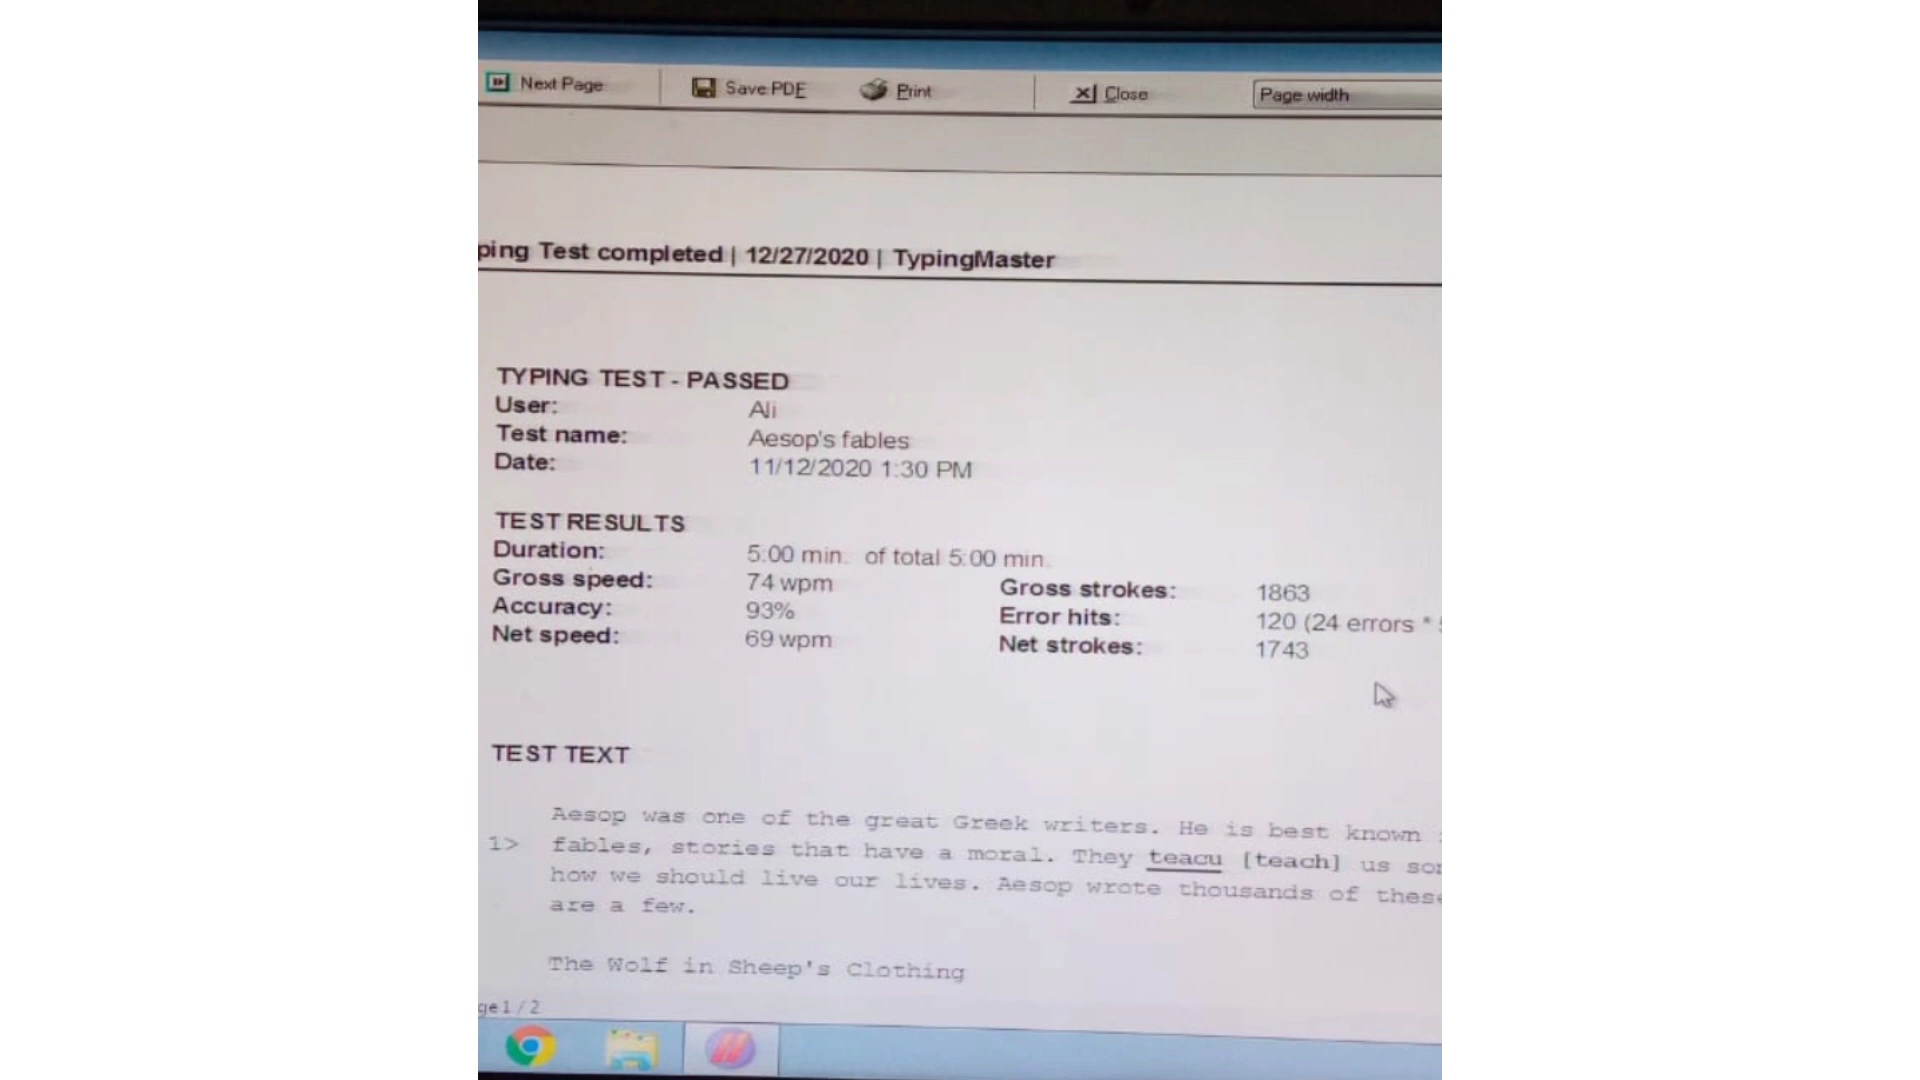 Next Page Save PDF Print Close Page width
ping Test completed | 12/27/2020 | TypingMaster
TYPING TEST - PASSED
User: Ali
Test name: Aesop's fables
Date: 11/12/2020 1:30 PM
TEST RESULTS
Duration: 5:00 min. of total 5:00 min.
Gross speed: 74 wpm Gross strokes: 1863
Accuracy: 93% Error hits: 120 (24 errors *
Net speed: 69 wpm Net strokes: 1743
TEST TEXT
Aesop was one of the great Greek writers. He is best known
1> fables, stories that have a moral. They teacu [teach] us
how we should live our lives. Aesop wrote thousands of these
are a few.
The Wolf in Sheep's Clothing
ge 1 / 2